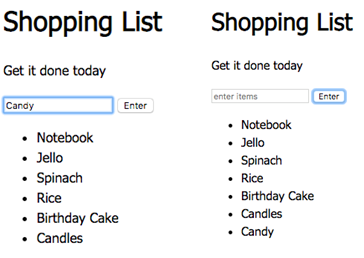 Shopping List
Get it done today
Candy Enter
Notebook
Jello
Spinach
Rice
Birthday Cake
Candles
Shopping List
Get it done today
enter items Enter
Notebook
Jello
Spinach
Rice
Birthday Cake
Candles
Candy